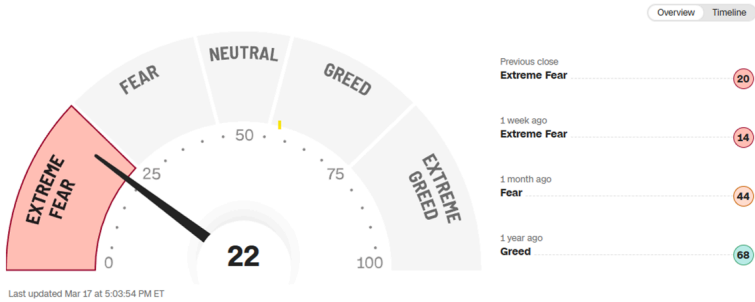 Overview Timeline
EXTREME
FEAR
FEAR
NEUTRAL
GREED
EXTREME
GREED
0
25
50
75
100
22
Last updated Mar 17 at 5:03:54 PM ET
Previous close
Extreme Fear 20
1 week ago
Extreme Fear 14
1 month ago
Fear 44
1 year ago
Greed 68